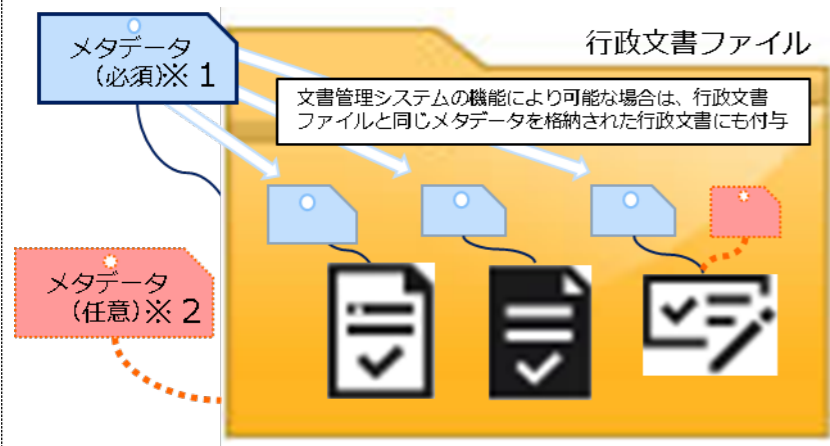 行政文書ファイル
メタデータ
（必須）※１
文書管理システムの機能により可能な場合は、行政文書
ファイルと同じメタデータを格納された行政文書にも付与
メタデータ
（任意）※２